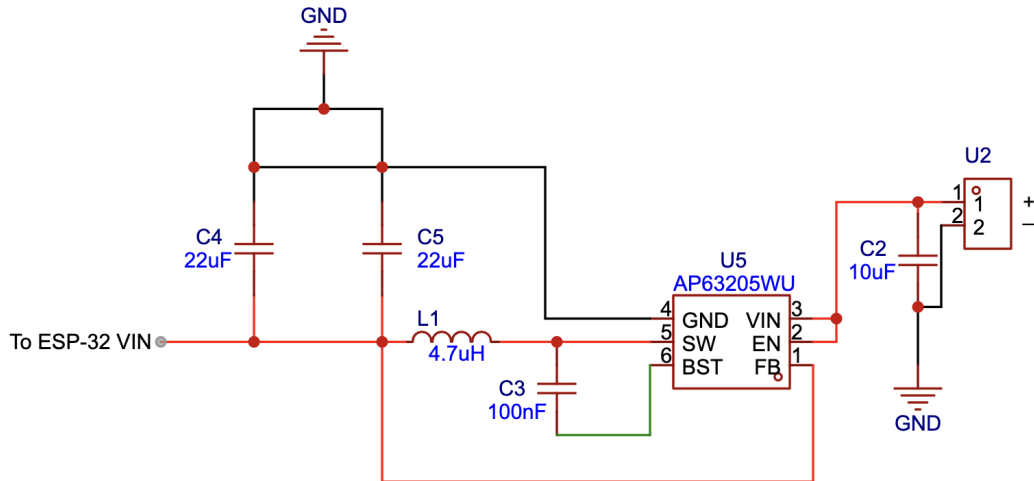 GND
U2
1
1
+
2
2
–
C4
22uF
C5
22uF
C2
10uF
U5
AP63205WU
4
GND
VIN
3
5
SW
EN
2
6
BST
FB
1
L1
4.7uH
To ESP-32 VIN
C3
100nF
GND